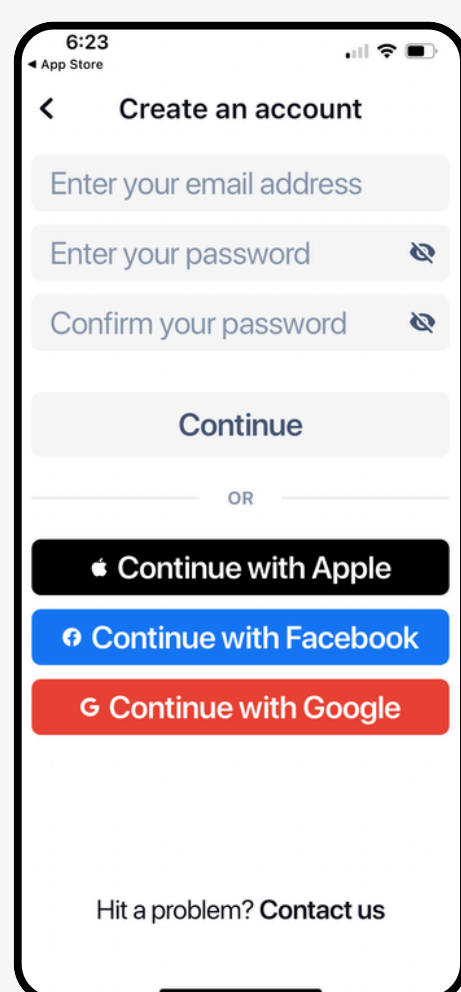 6:23
◀ App Store
Create an account
Enter your email address
Enter your password
Confirm your password
Continue
OR
Continue with Apple
Continue with Facebook
G Continue with Google
Hit a problem? Contact us